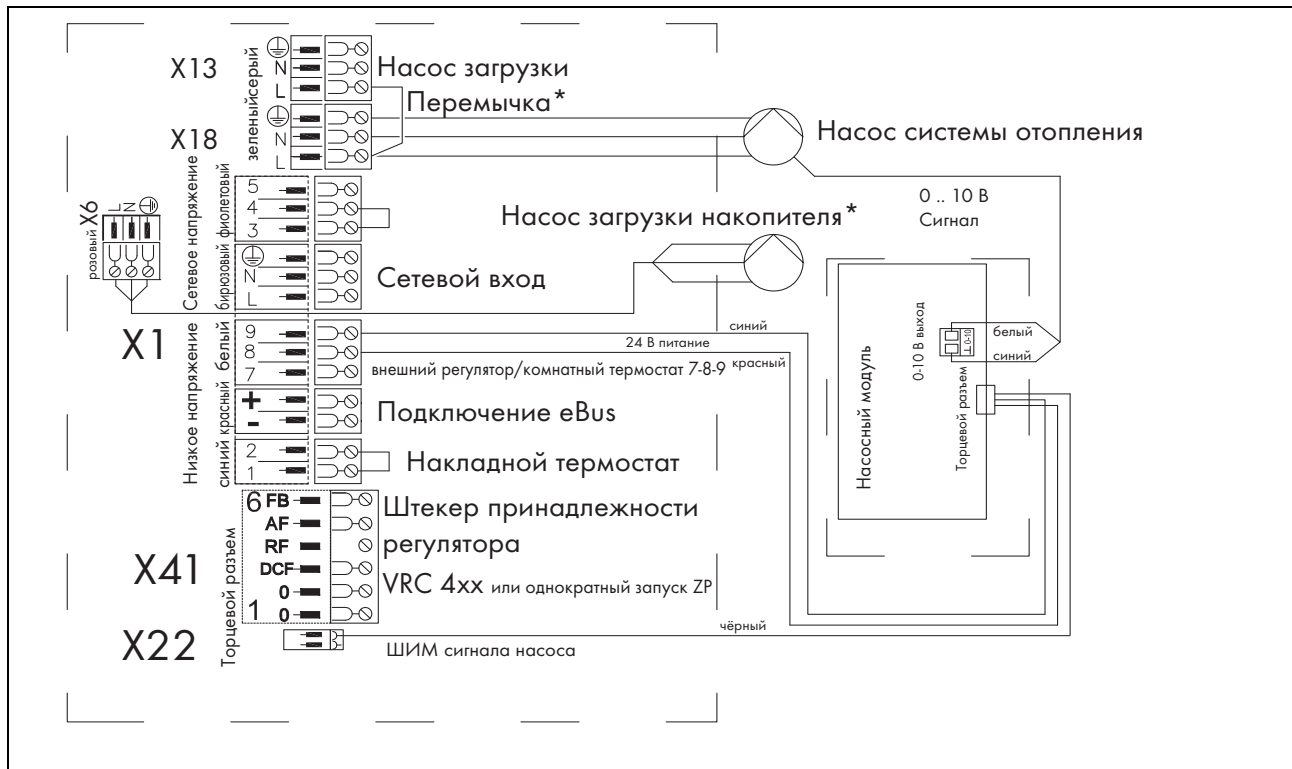 X13
зеленый серый
N
L
Насос загрузки
Перемычка*
X18
N
L
Насос системы отопления
0 .. 10 В
Сигнал
розовый X6
L
N
Сетевое напряжение
фиолетовый
5
4
3
Насос загрузки накопителя*
бирюзовый
N
L
Сетевой вход
X1
Низкое напряжение
белый
9
8
7
синий
24 В питание
внешний регулятор/комнатный термостат 7-8-9
красный
красный
+
-
Подключение eBus
синий
2
1
Накладной термостат
X41
Торцевой разъем
6 FB
AF
RF
DCF
0
1 0
Штекер принадлежности
регулятора
VRC 4xx или однократный запуск ZP
X22
чёрный
ШИМ сигнала насоса
Насосный модуль
0-10 В выход
0-10
белый
синий
Торцевой разъем